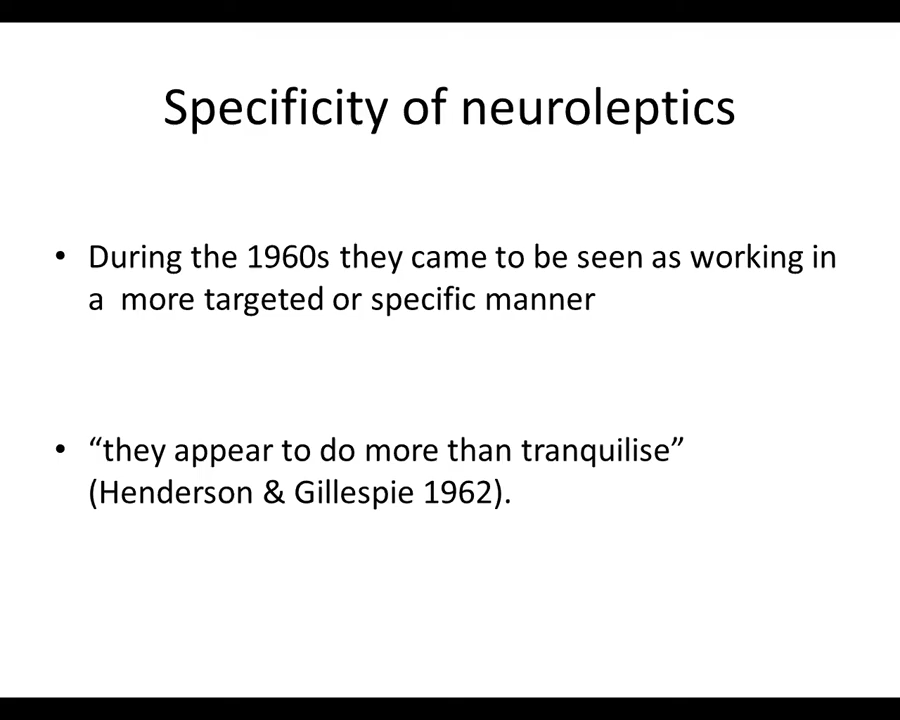 Specificity of neuroleptics
• During the 1960s they came to be seen as working in
a  more targeted or specific manner
• “they appear to do more than tranquilise”
(Henderson & Gillespie 1962).